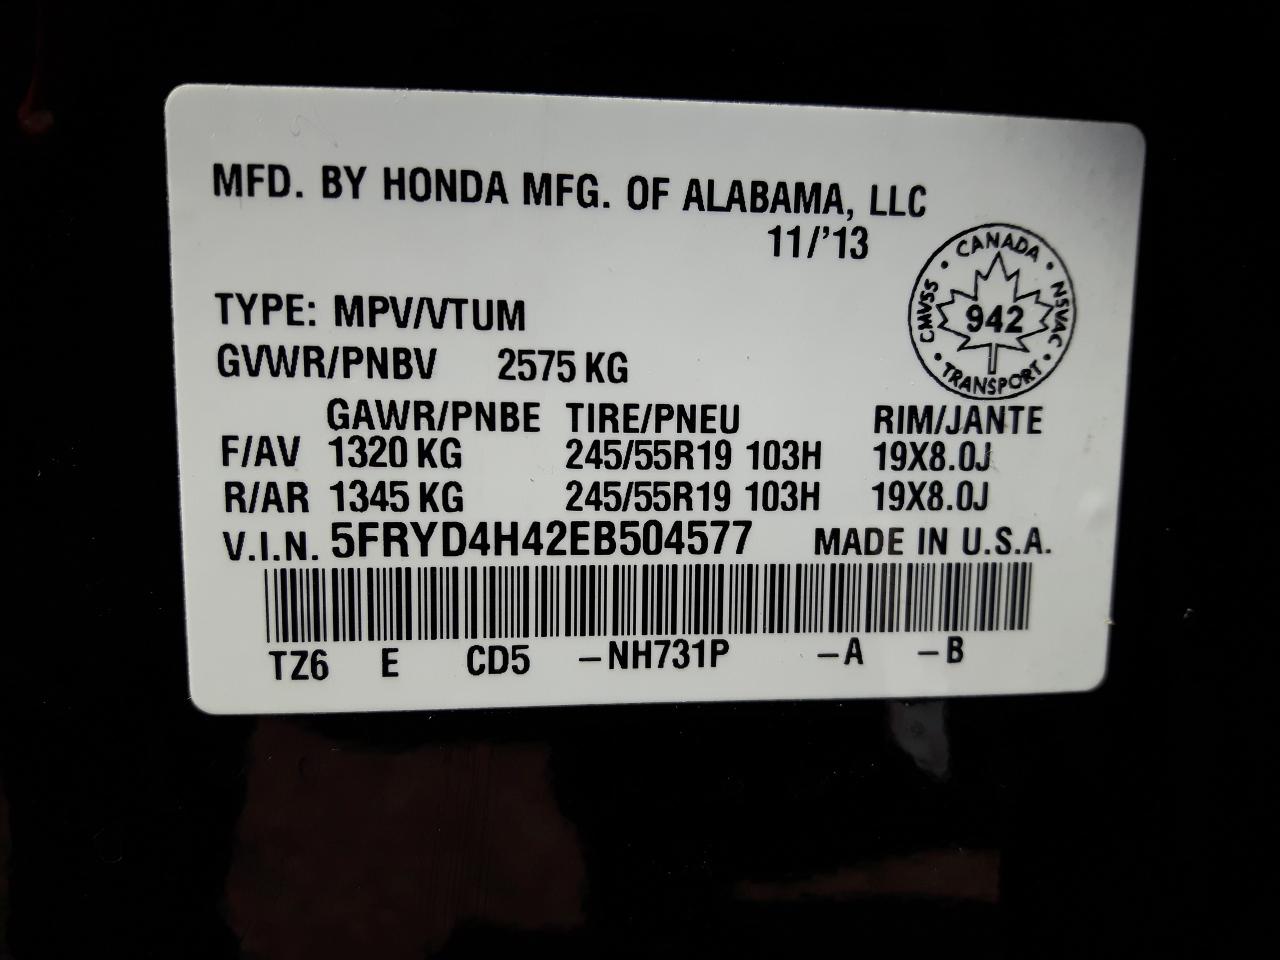 MFD. BY HONDA MFG. OF ALABAMA, LLC
11/'13
CANADA
CMVSS
NSVAC
942
TRANSPORT
TYPE: MPV/VTUM
GVWR/PNBV 2575 KG
GAWR/PNBE TIRE/PNEU RIM/JANTE
F/AV 1320 KG 245/55R19 103H 19X8.0J
R/AR 1345 KG 245/55R19 103H 19X8.0J
V.I.N. 5FRYD4H42EB504577 MADE IN U.S.A.
TZ6 E CD5 –NH731P –A –B